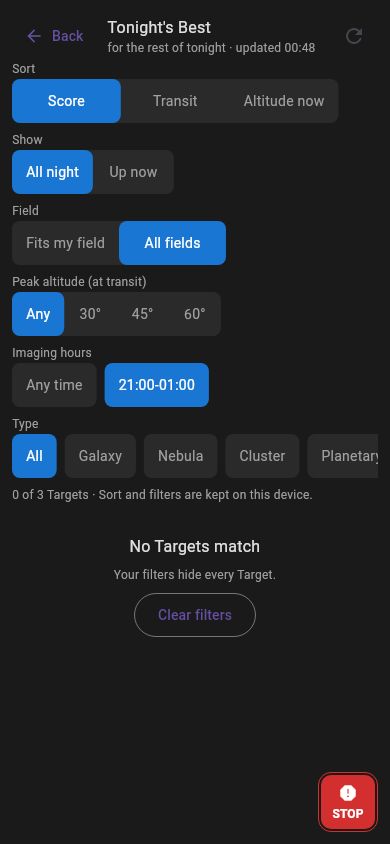 Back
Tonight's Best
for the rest of tonight · updated 00:48
Sort
Score Transit Altitude now
Show
All night Up now
Field
Fits my field All fields
Peak altitude (at transit)
Any 30° 45° 60°
Imaging hours
Any time 21:00-01:00
Type
All Galaxy Nebula Cluster Planetary
0 of 3 Targets · Sort and filters are kept on this device.
No Targets match
Your filters hide every Target.
Clear filters
STOP